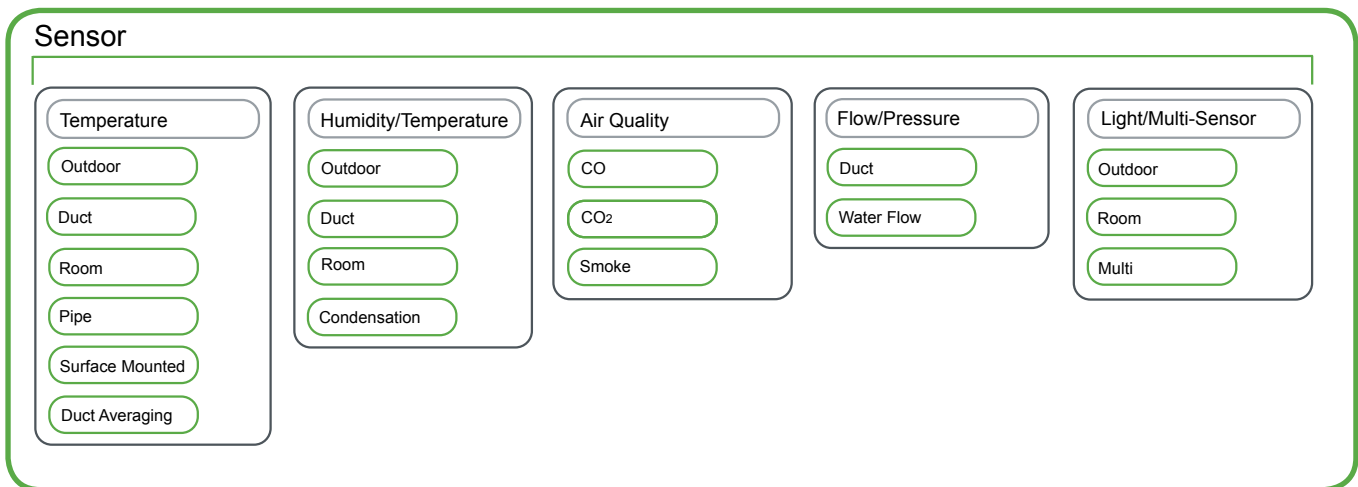 Sensor
Temperature
Outdoor
Duct
Room
Pipe
Surface Mounted
Duct Averaging
Humidity/Temperature
Outdoor
Duct
Room
Condensation
Air Quality
CO
CO2
Smoke
Flow/Pressure
Duct
Water Flow
Light/Multi-Sensor
Outdoor
Room
Multi